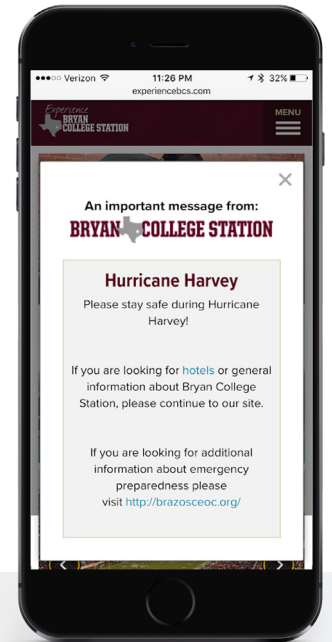 Verizon 11:26 PM 32%
experiencebcs.com
Experience
BRYAN
COLLEGE STATION
MENU
×
An important message from:
BRYAN COLLEGE STATION
Hurricane Harvey
Please stay safe during Hurricane
Harvey!
If you are looking for hotels or general
information about Bryan College
Station, please continue to our site.
If you are looking for additional
information about emergency
preparedness please
visit http://brazosceoc.org/